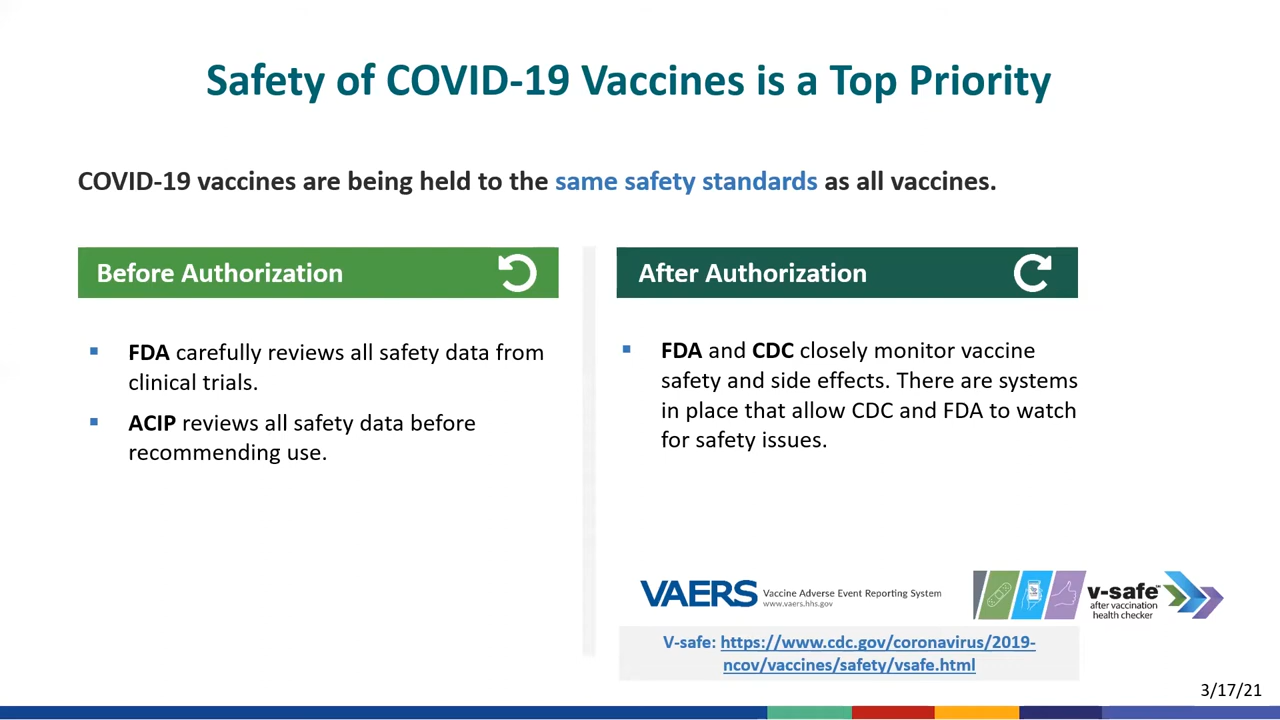 Safety of COVID-19 Vaccines is a Top Priority
COVID-19 vaccines are being held to the same safety standards as all vaccines.
Before Authorization
▪ FDA carefully reviews all safety data from
clinical trials.
▪ ACIP reviews all safety data before
recommending use.
After Authorization
▪ FDA and CDC closely monitor vaccine
safety and side effects. There are systems
in place that allow CDC and FDA to watch
for safety issues.
VAERS Vaccine Adverse Event Reporting System
www.vaers.hhs.gov
v-safe℠
after vaccination
health checker
V-safe: https://www.cdc.gov/coronavirus/2019-
ncov/vaccines/safety/vsafe.html
3/17/21